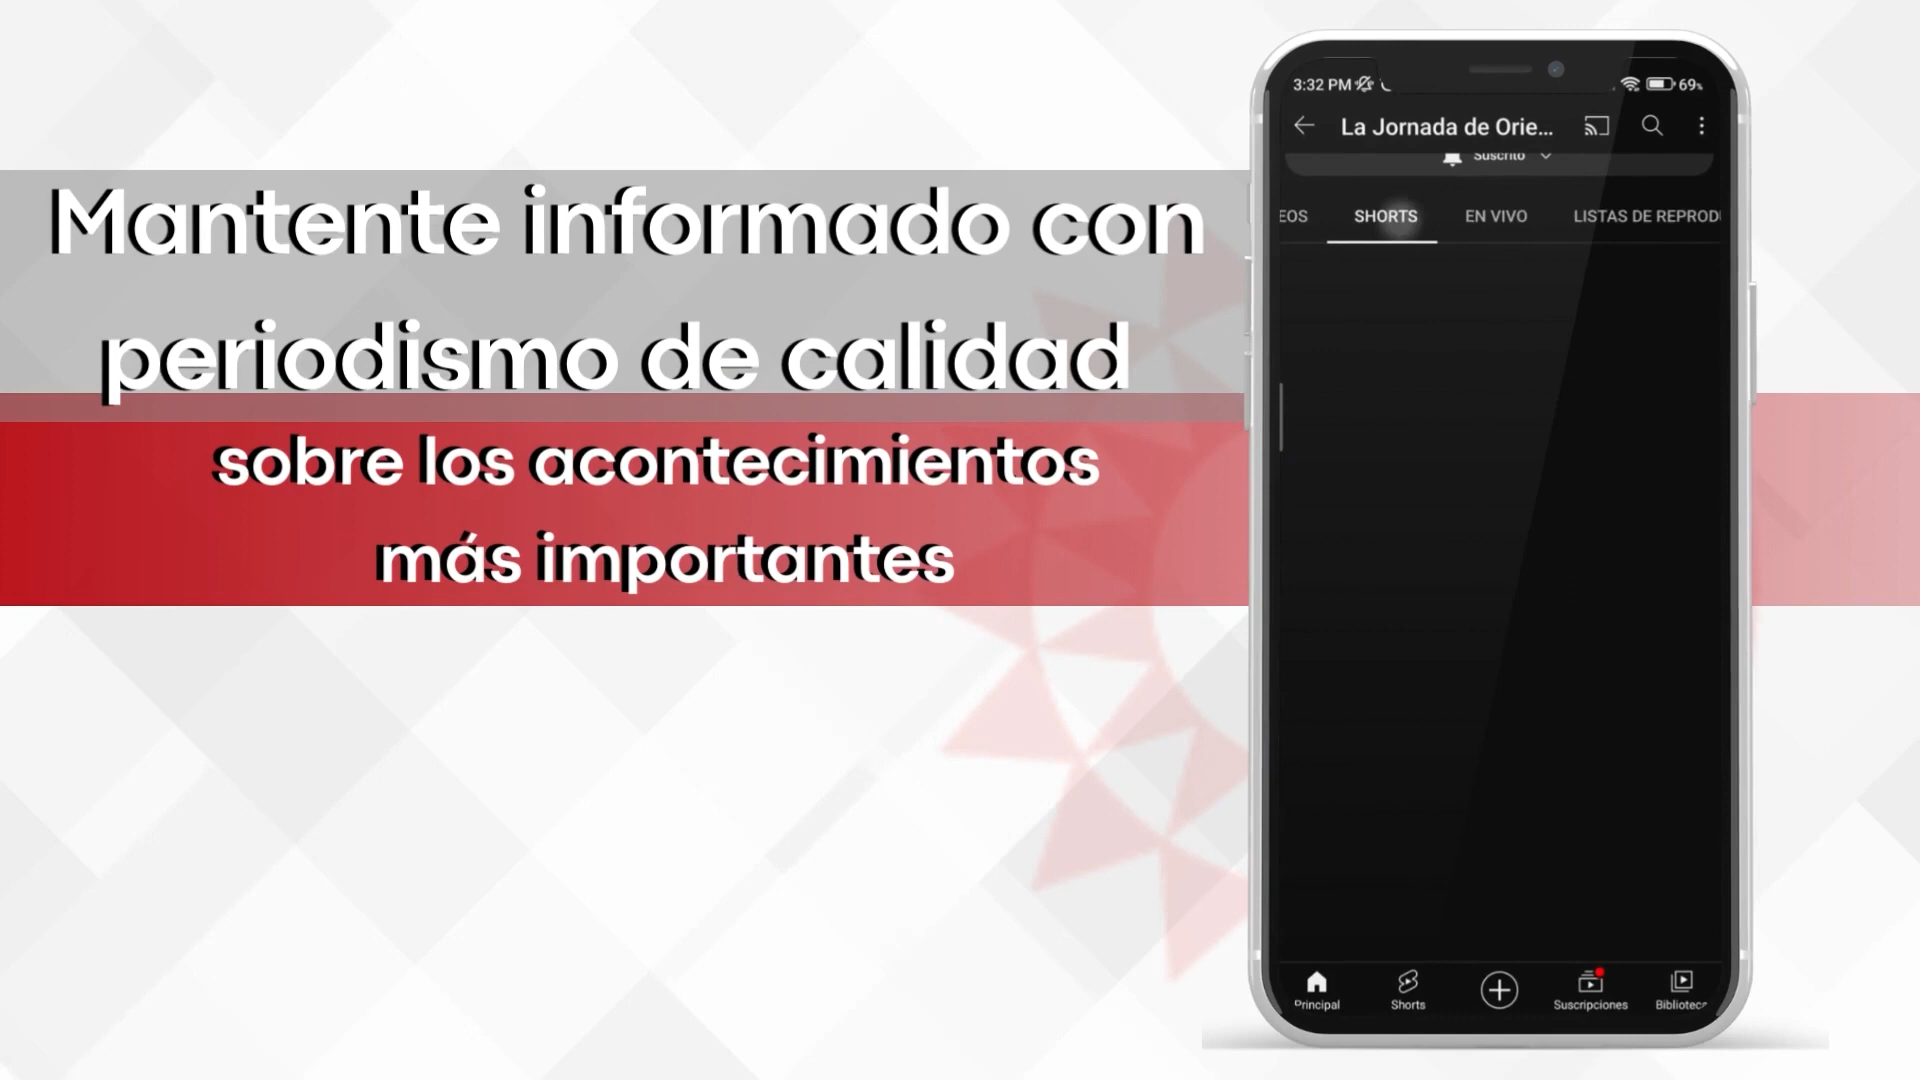 Mantente informado con
periodismo de calidad
sobre los acontecimientos
más importantes
3:32 PM
69%
La Jornada de Orie...
Suscrito
EOS
SHORTS
EN VIVO
LISTAS DE REPROD
Principal
Shorts
Suscripciones
Bibliotec